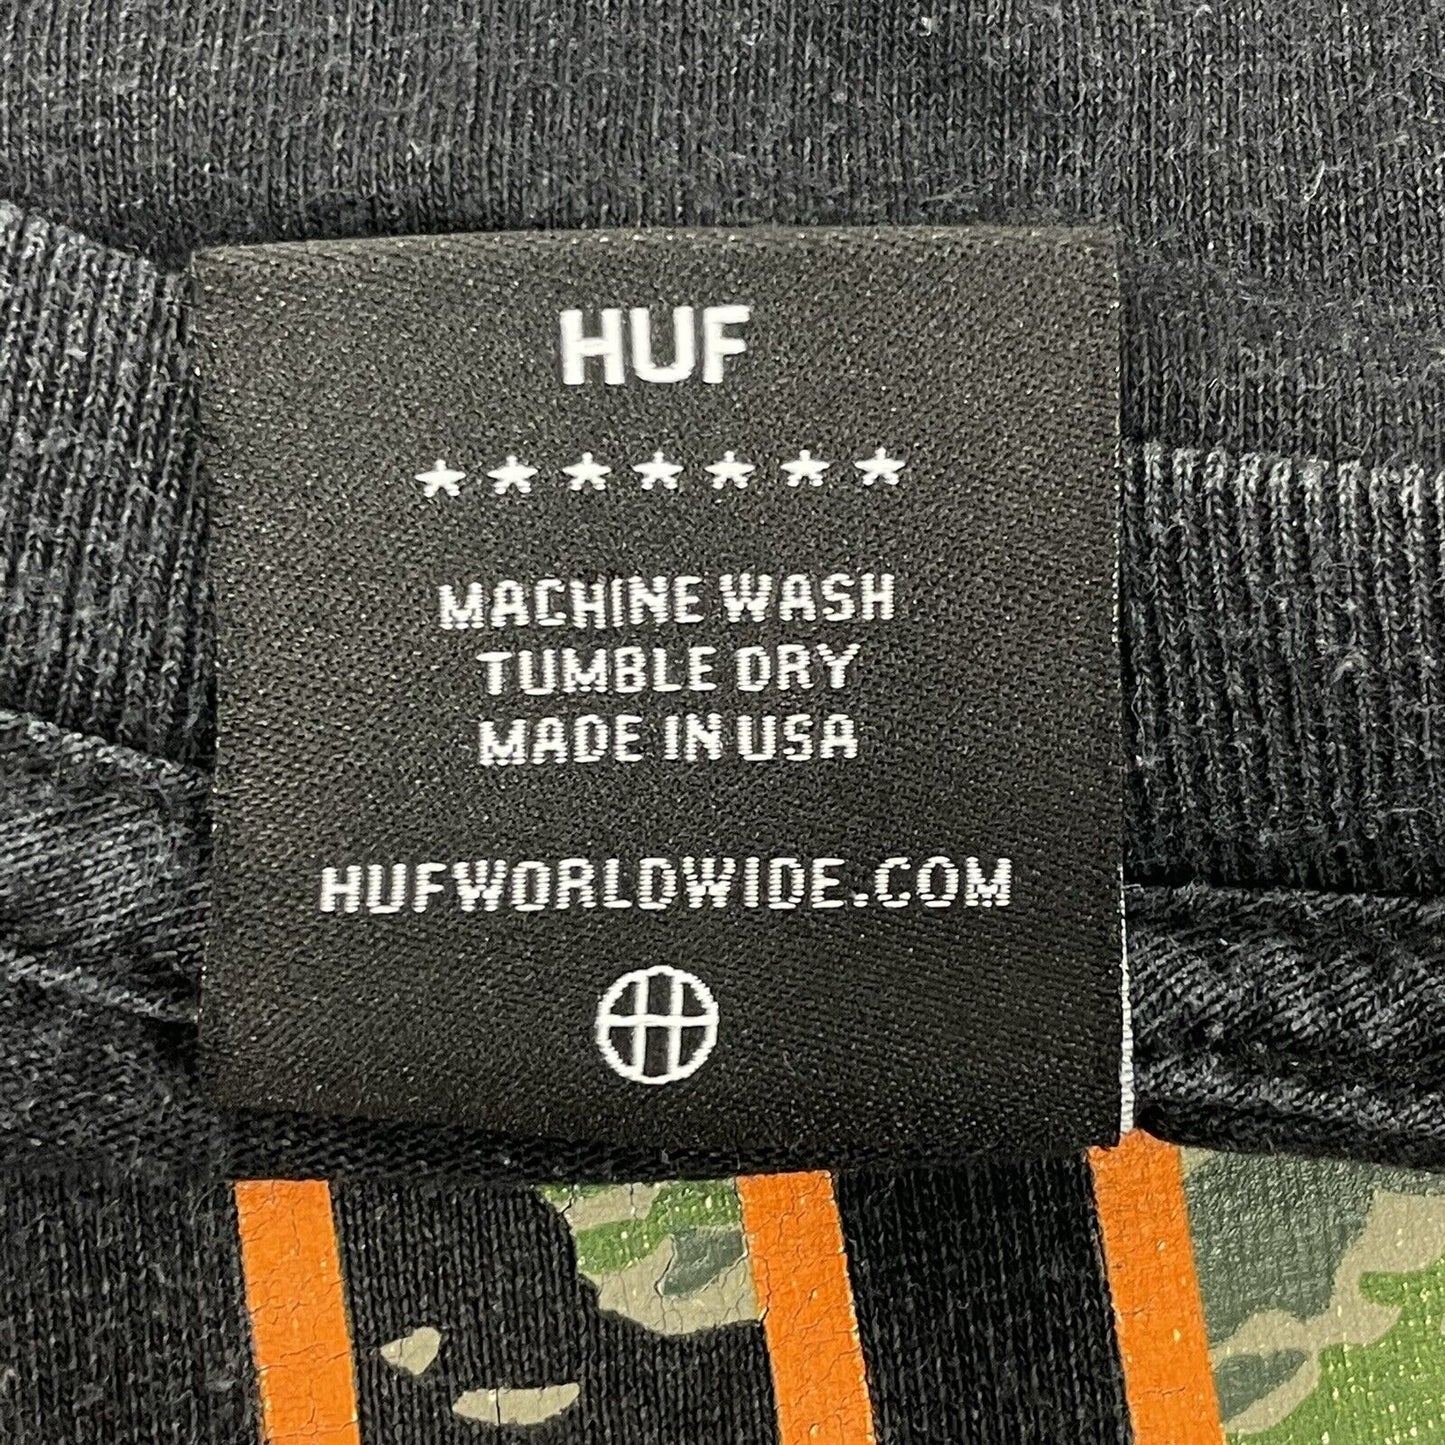 HUF
★★★★★★★
MACHINE WASH
TUMBLE DRY
MADE IN USA
HUFWORLDWIDE.COM
H